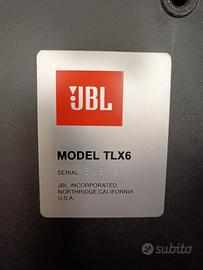 JBL
MODEL TLX6
SERIAL
JBL INCORPORATED
NORTHRIDGE, CALIFORNIA
U.S.A.
subito